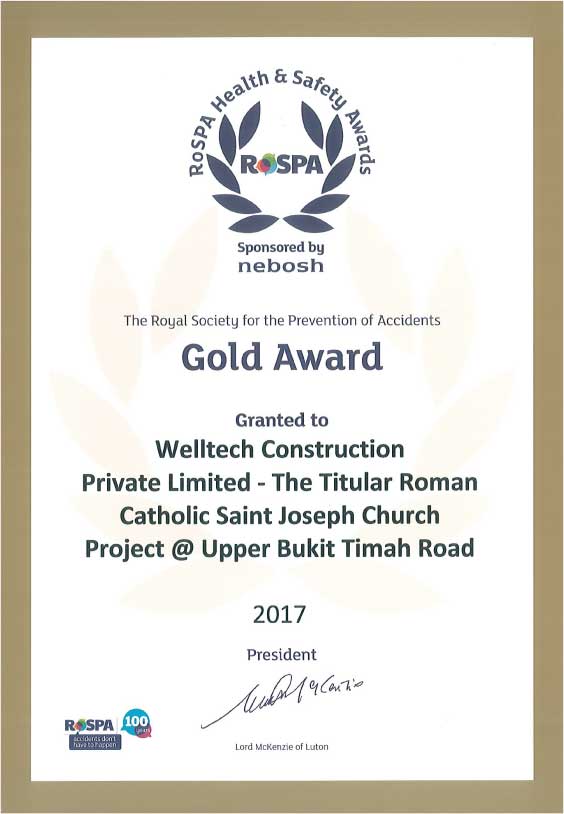 RoSPA Health & Safety Awards
RoSPA
Sponsored by
nebosh
The Royal Society for the Prevention of Accidents
Gold Award
Granted to
Welltech Construction
Private Limited - The Titular Roman
Catholic Saint Joseph Church
Project @ Upper Bukit Timah Road
2017
President
RoSPA
100
years
accidents don't
have to happen
Lord McKenzie of Luton